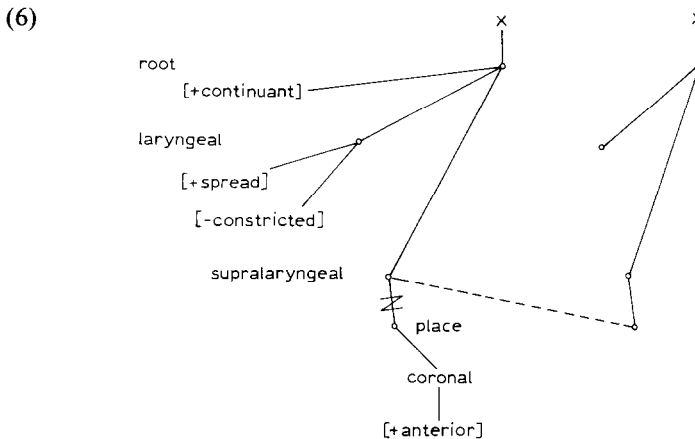 (6)
X X
root
[+continuant]
laryngeal
[+spread]
[-constricted]
supralaryngeal
place
coronal
[+anterior]